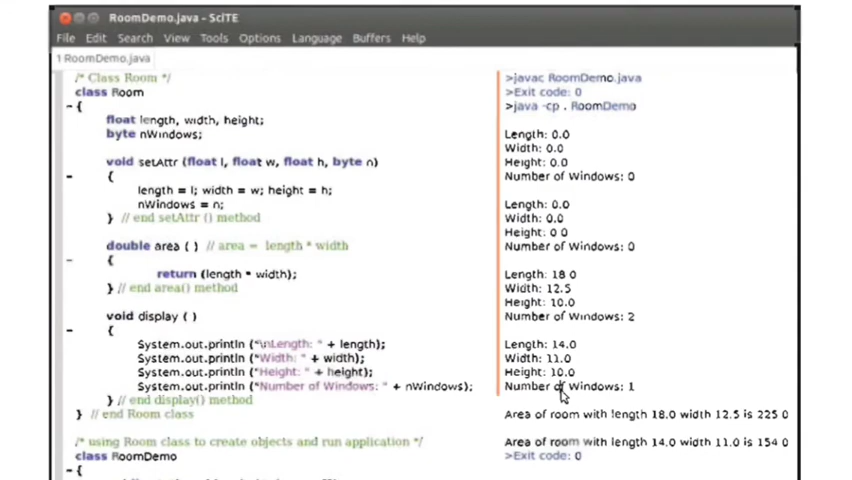 RoomDemo.java - SciTE
File Edit Search View Tools Options Language Buffers Help
1 RoomDemo.java
/* Class Room */
class Room
{
float length, width, height;
byte nWindows;
void setAttr (float l, float w, float h, byte n)
{
length = l; width = w; height = h;
nWindows = n;
} // end setAttr () method
double area ( ) // area = length * width
{
return (length * width);
} // end area() method
void display ( )
{
System.out.println ("\nLength: " + length);
System.out.println ("Width: " + width);
System.out.println ("Height: " + height);
System.out.println ("Number of Windows: " + nWindows);
} // end display() method
} // end Room class
/* using Room class to create objects and run application */
class RoomDemo
{
>javac RoomDemo.java
>Exit code: 0
>java -cp . RoomDemo
Length: 0.0
Width: 0.0
Height: 0.0
Number of Windows: 0
Length: 0.0
Width: 0.0
Height: 0 0
Number of Windows: 0
Length: 18 0
Width: 12.5
Height: 10.0
Number of Windows: 2
Length: 14.0
Width: 11.0
Height: 10.0
Number of Windows: 1
Area of room with length 18.0 width 12.5 is 225 0
Area of room with length 14.0 width 11.0 is 154 0
>Exit code: 0